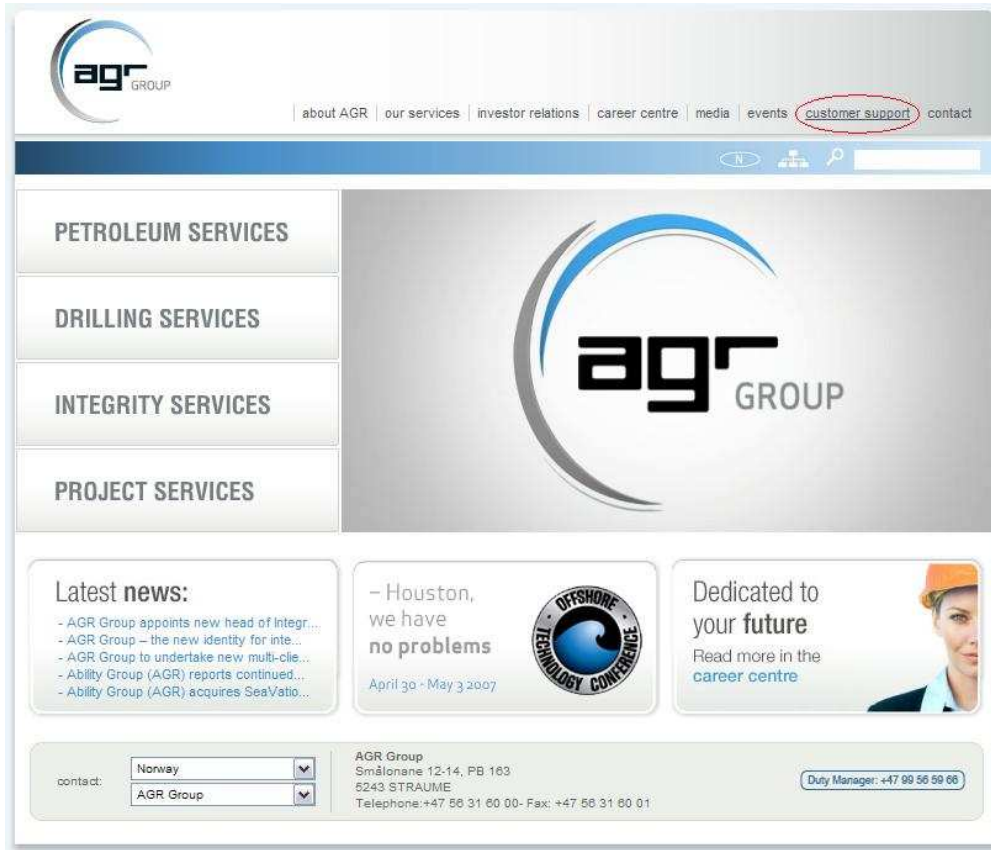 agr GROUP
about AGR our services investor relations career centre media events customer support contact
N
PETROLEUM SERVICES
DRILLING SERVICES
INTEGRITY SERVICES
PROJECT SERVICES
agr GROUP
Latest news:
- AGR Group appoints new head of Integr...
- AGR Group – the new identity for inte...
- AGR Group to undertake new multi-clie...
- Ability Group (AGR) reports continued...
- Ability Group (AGR) acquires SeaVatio...
– Houston,
we have
no problems
April 30 - May 3 2007
· OFFSHORE ·
TECHNOLOGY CONFERENCE
Dedicated to
your future
Read more in the
career centre
contact:
Norway
AGR Group
AGR Group
Smålonane 12-14, PB 163
5243 STRAUME
Telephone:+47 56 31 60 00- Fax: +47 56 31 60 01
Duty Manager: +47 99 56 59 66